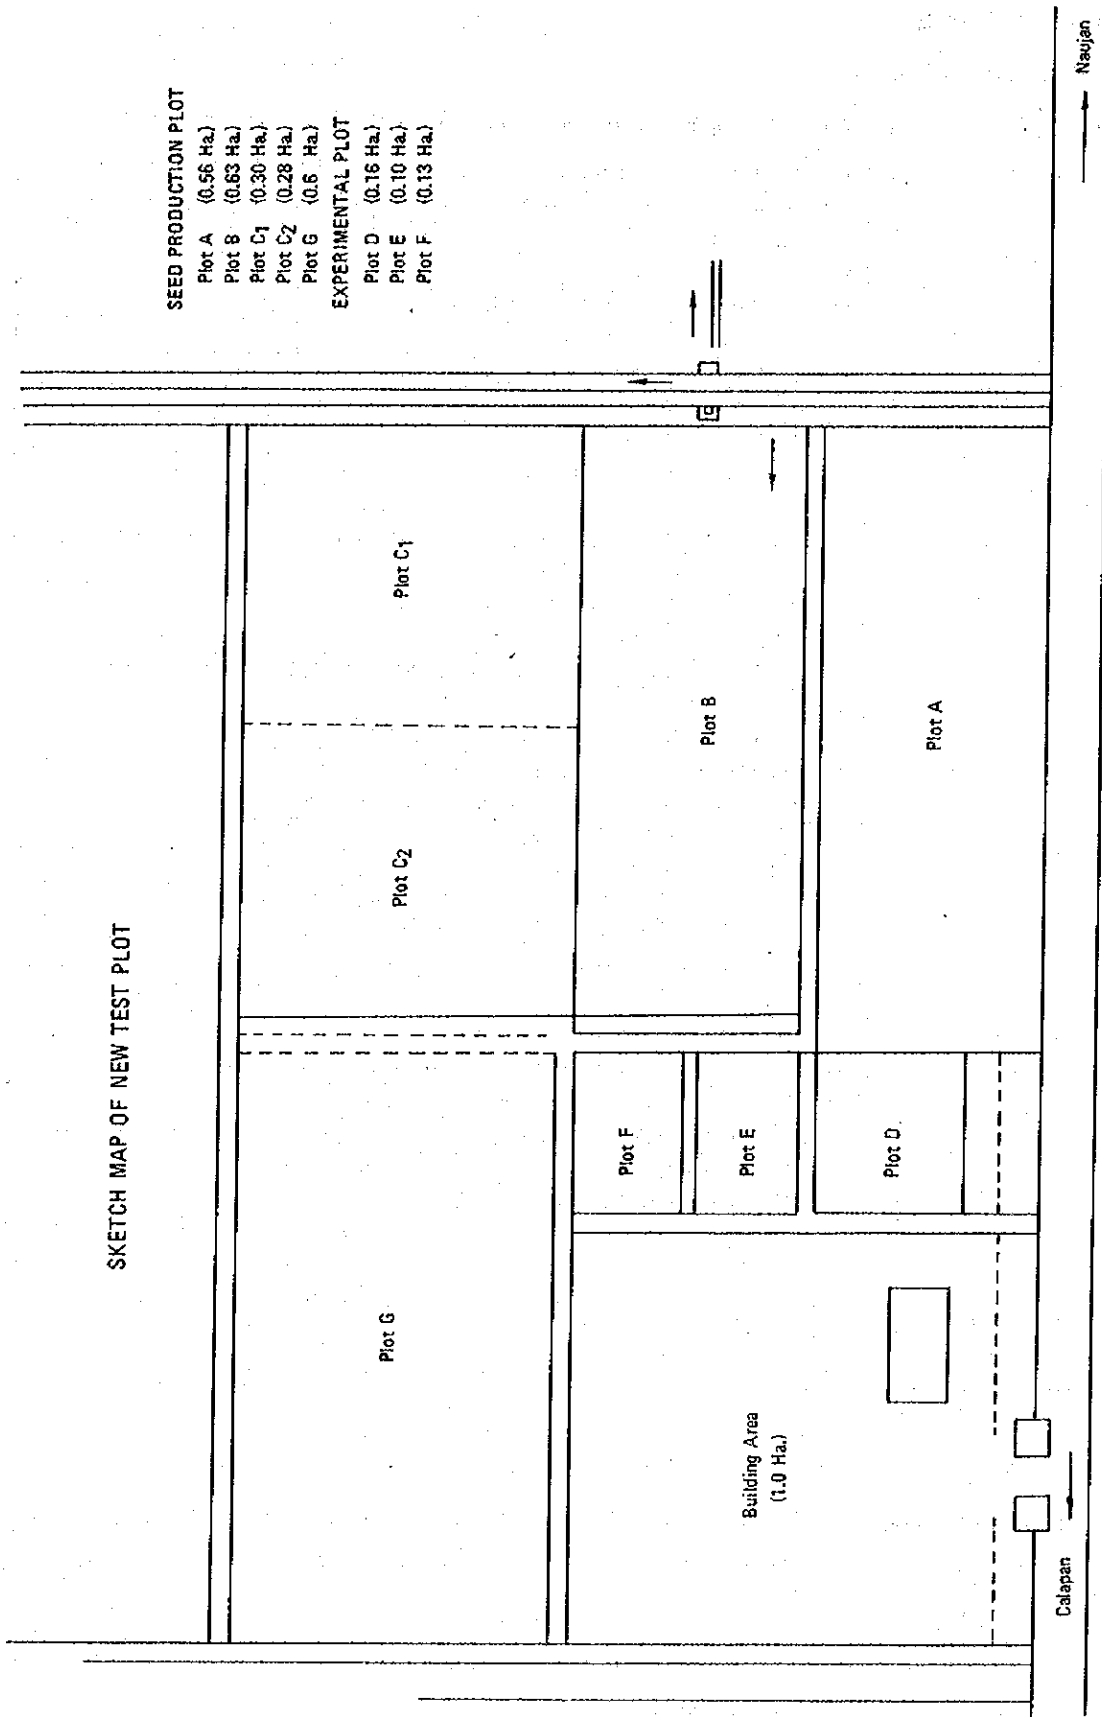 SKETCH MAP OF NEW TEST PLOT
SEED PRODUCTION PLOT
Plot A (0.56 Ha.)
Plot B (0.63 Ha.)
Plot C1 (0.30 Ha.)
Plot C2 (0.28 Ha.)
Plot G (0.6 Ha.)
EXPERIMENTAL PLOT
Plot D (0.16 Ha.)
Plot E (0.10 Ha.)
Plot F (0.13 Ha.)
Plot G
Plot C2
Plot C1
Plot F
Plot E
Plot B
Building Area
(1.0 Ha.)
Plot D
Plot A
Calapan
Naujan